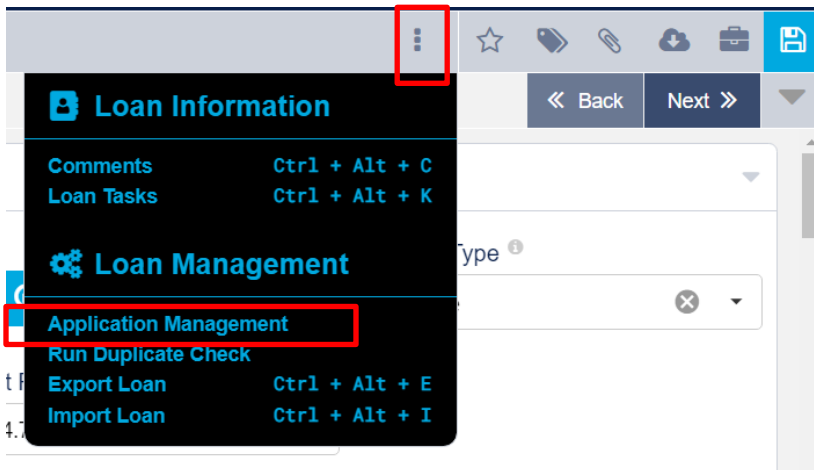 Back
Next
Loan Information
Comments Ctrl + Alt + C
Loan Tasks Ctrl + Alt + K
Type
Loan Management
Application Management
Run Duplicate Check
Export Loan Ctrl + Alt + E
Import Loan Ctrl + Alt + I